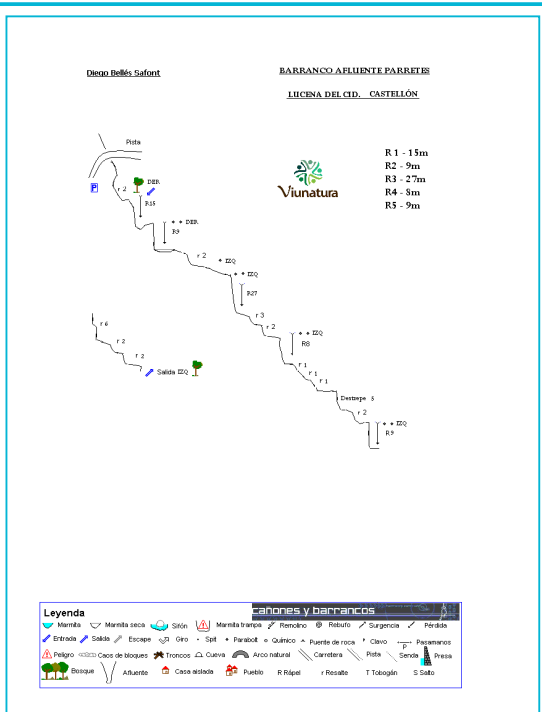 Diego Bellés Safont
BARRANCO AFLUENTE PARRETES
LUCENA DEL CID. CASTELLÓN
R 1 - 15m
R2 - 9m
R3 - 27m
R4 - 8m
R5 - 9m
Viunatura
Pista
P
r 2
DER
R15
DER
R9
r 2
IZQ
IZQ
R27
r 3
r 2
IZQ
R8
r 1
r 1
r 1
Destrepe 5
r 2
IZQ
R9
r 6
r 2
r 2
Salida IZQ
Leyenda
cañones y barrancos
Marmita Marmita seca Sifón Marmita trampa Remolino Rebufo Surgencia Pérdida
Entrada Salida Escape Giro Spit Parabolt Químico Puente de roca Clavo P Pasamanos
Peligro Caos de bloques Troncos Cueva Arco natural Carretera Pista Senda Presa
Bosque Afluente Casa aislada Pueblo R Rápel r Resalte T Tobogán S Salto